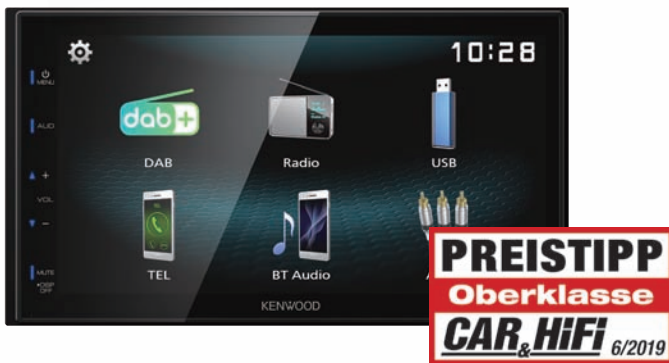 10:28
MENU
AUD
+
VOL
−
MUTE
•DISP
OFF
dab+
DAB
Radio
USB
TEL
BT Audio
A
KENWOOD
PREISTIPP
Oberklasse
CAR & HiFi 6/2019